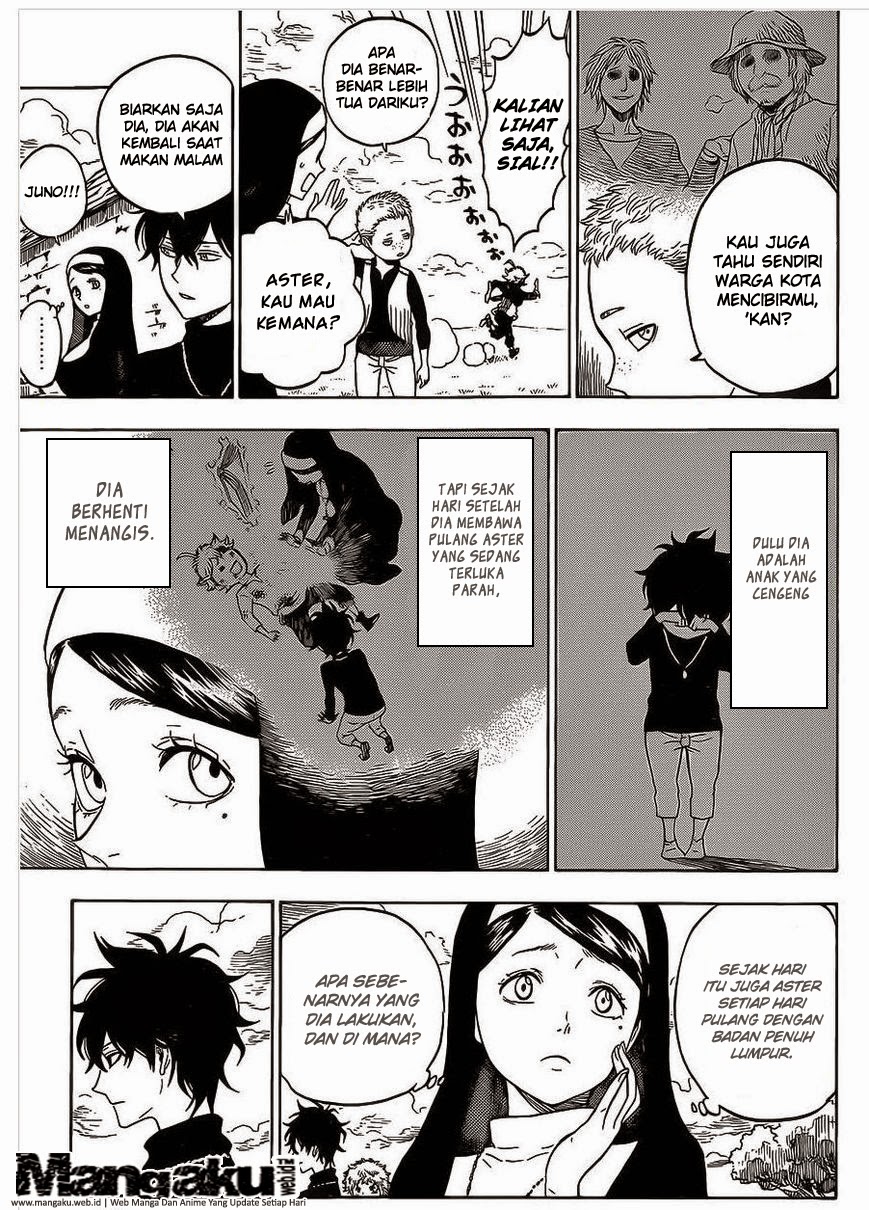 KAU JUGA
TAHU SENDIRI
WARGA KOTA
MENCIBIRMU,
'KAN?
KALIAN
LIHAT
SAJA,
SIAL!!
うおおおおおお
APA
DIA BENAR-
BENAR LEBIH
TUA DARIKU?
ASTER,
KAU MAU
KEMANA?
BIARKAN SAJA
DIA, DIA AKAN
KEMBALI SAAT
MAKAN MALAM
JUNO!!!
.........
DULU DIA
ADALAH
ANAK YANG
CENGENG
TAPI SEJAK
HARI SETELAH
DIA MEMBAWA
PULANG ASTER
YANG SEDANG
TERLUKA
PARAH,
DIA
BERHENTI
MENANGIS.
SEJAK HARI
ITU JUGA ASTER
SETIAP HARI
PULANG DENGAN
BADAN PENUH
LUMPUR.
APA SEBE-
NARNYA YANG
DIA LAKUKAN,
DAN DI MANA?
Mangaku
web.id
www.mangaku.web.id | Web Manga Dan Anime Yang Update Setiap Hari